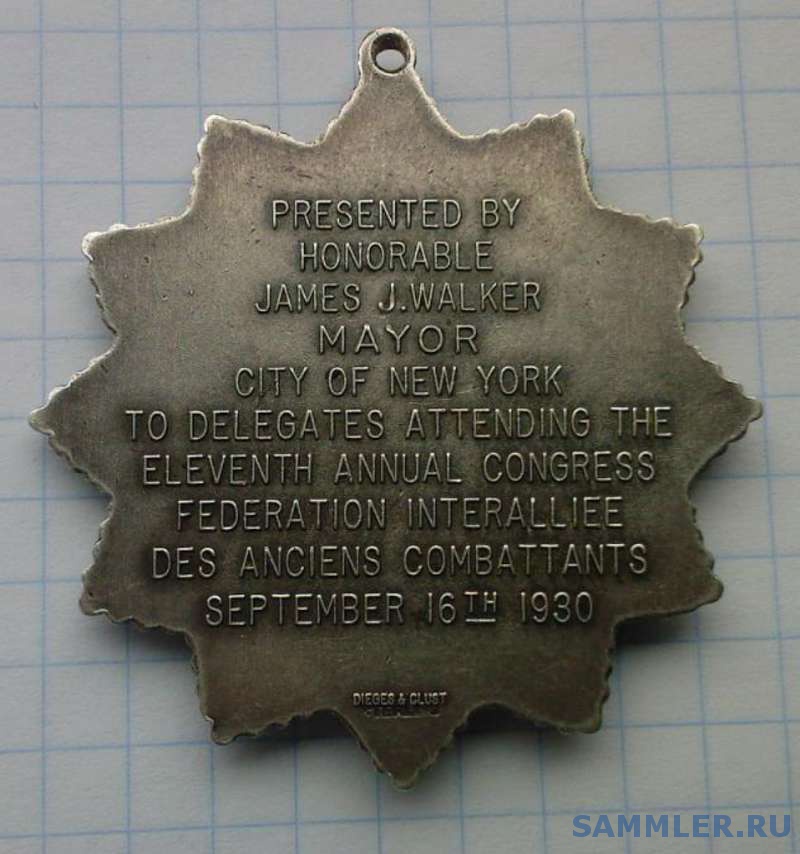 PRESENTED BY
HONORABLE
JAMES J. WALKER
MAYOR
CITY OF NEW YORK
TO DELEGATES ATTENDING THE
ELEVENTH ANNUAL CONGRESS
FEDERATION INTERALLIEE
DES ANCIENS COMBATTANTS
SEPTEMBER 16TH 1930
DIEGES & CLUST
SAMMLER.RU